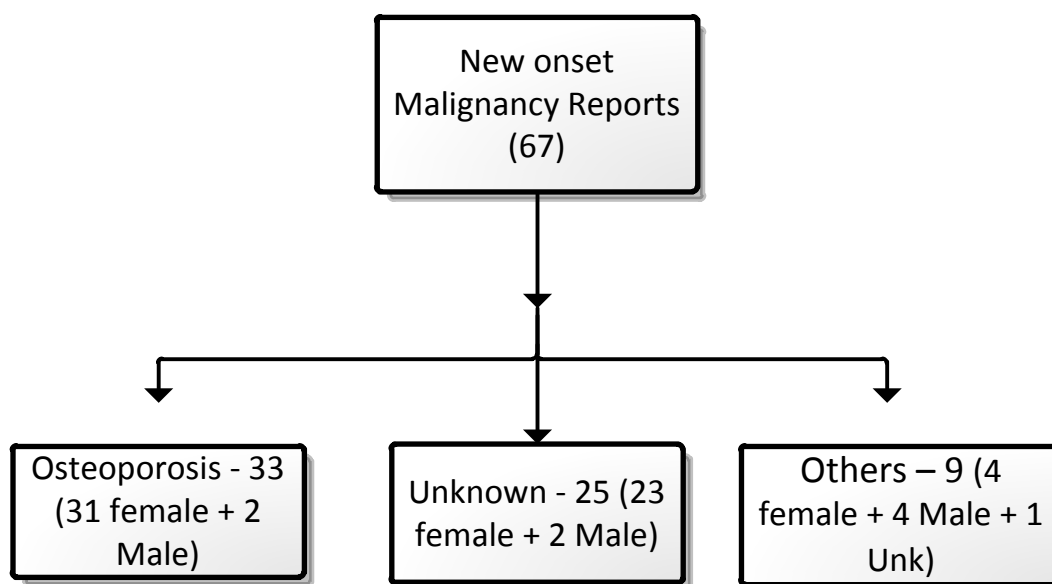 New onset
Malignancy Reports
(67)
Osteoporosis - 33
(31 female + 2
Male)
Unknown - 25 (23
female + 2 Male)
Others – 9 (4
female + 4 Male + 1
Unk)